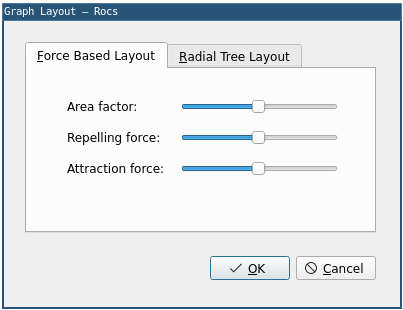 Graph Layout — Rocs
Force Based Layout Radial Tree Layout
Area factor:
Repelling force:
Attraction force:
OK Cancel